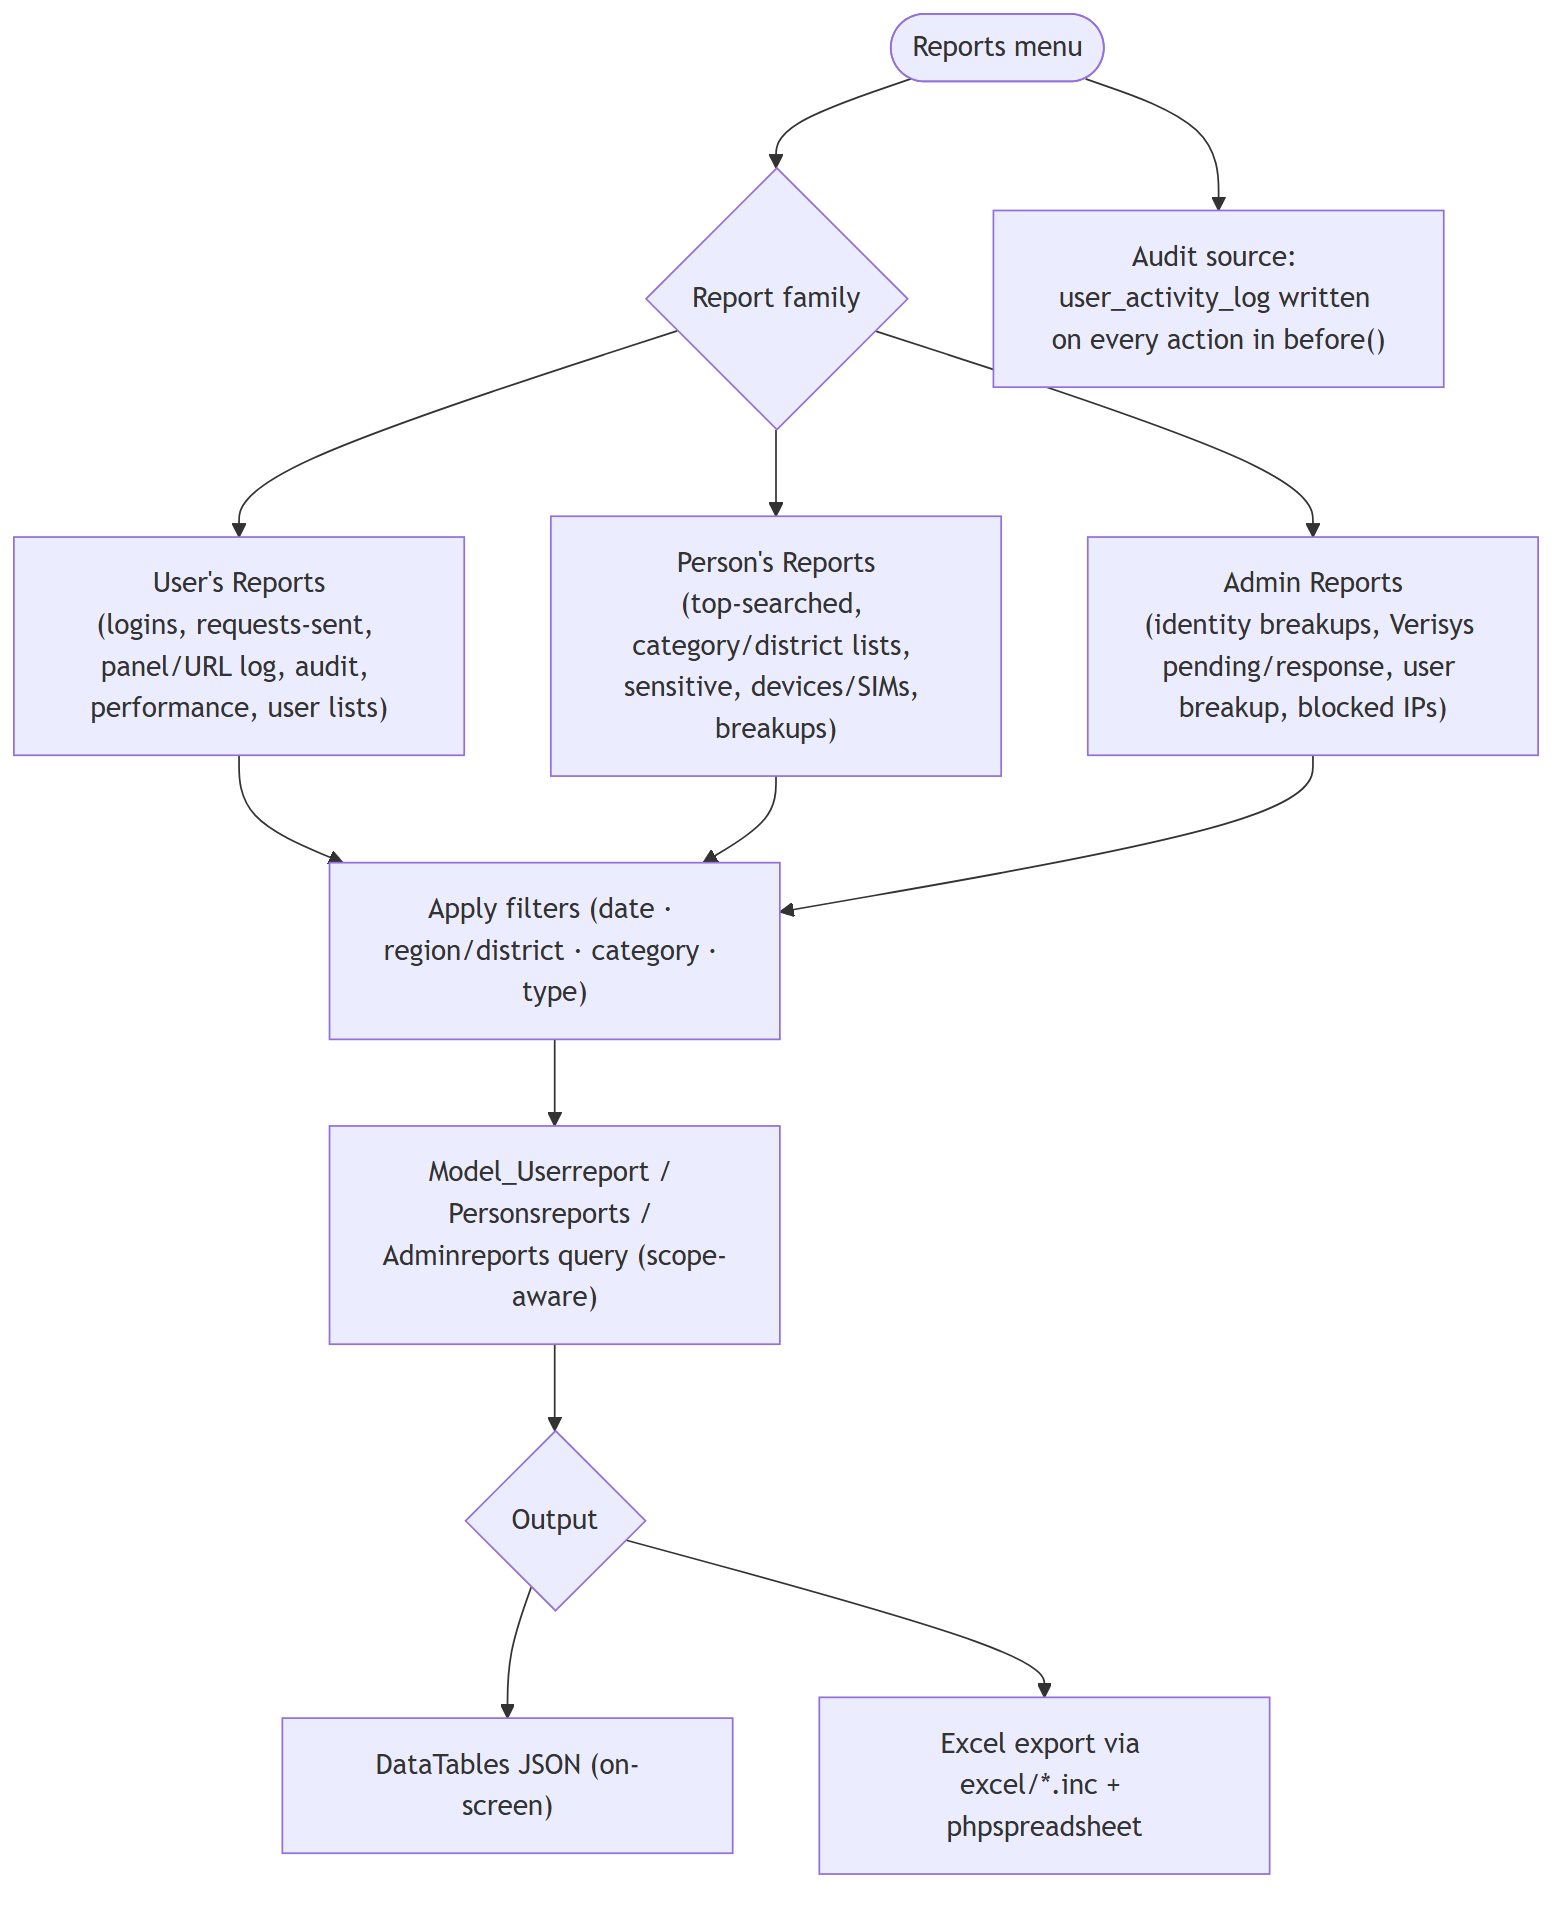 Reports menu
Report family
Audit source:
user_activity_log written
on every action in before()
User's Reports
(logins, requests-sent,
panel/URL log, audit,
performance, user lists)
Person's Reports
(top-searched,
category/district lists,
sensitive, devices/SIMs,
breakups)
Admin Reports
(identity breakups, Verisys
pending/response, user
breakup, blocked IPs)
Apply filters (date ·
region/district · category ·
type)
Model_Userreport /
Personsreports /
Adminreports query (scope-
aware)
Output
DataTables JSON (on-
screen)
Excel export via
excel/*.inc +
phpspreadsheet